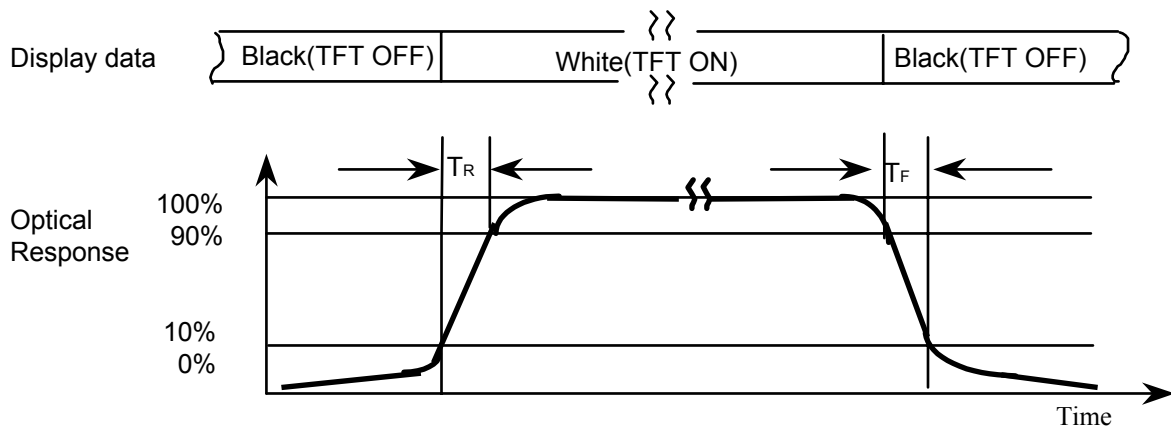 Display data
Black(TFT OFF)
White(TFT ON)
Black(TFT OFF)
TR
TF
Optical
Response
100%
90%
10%
0%
Time